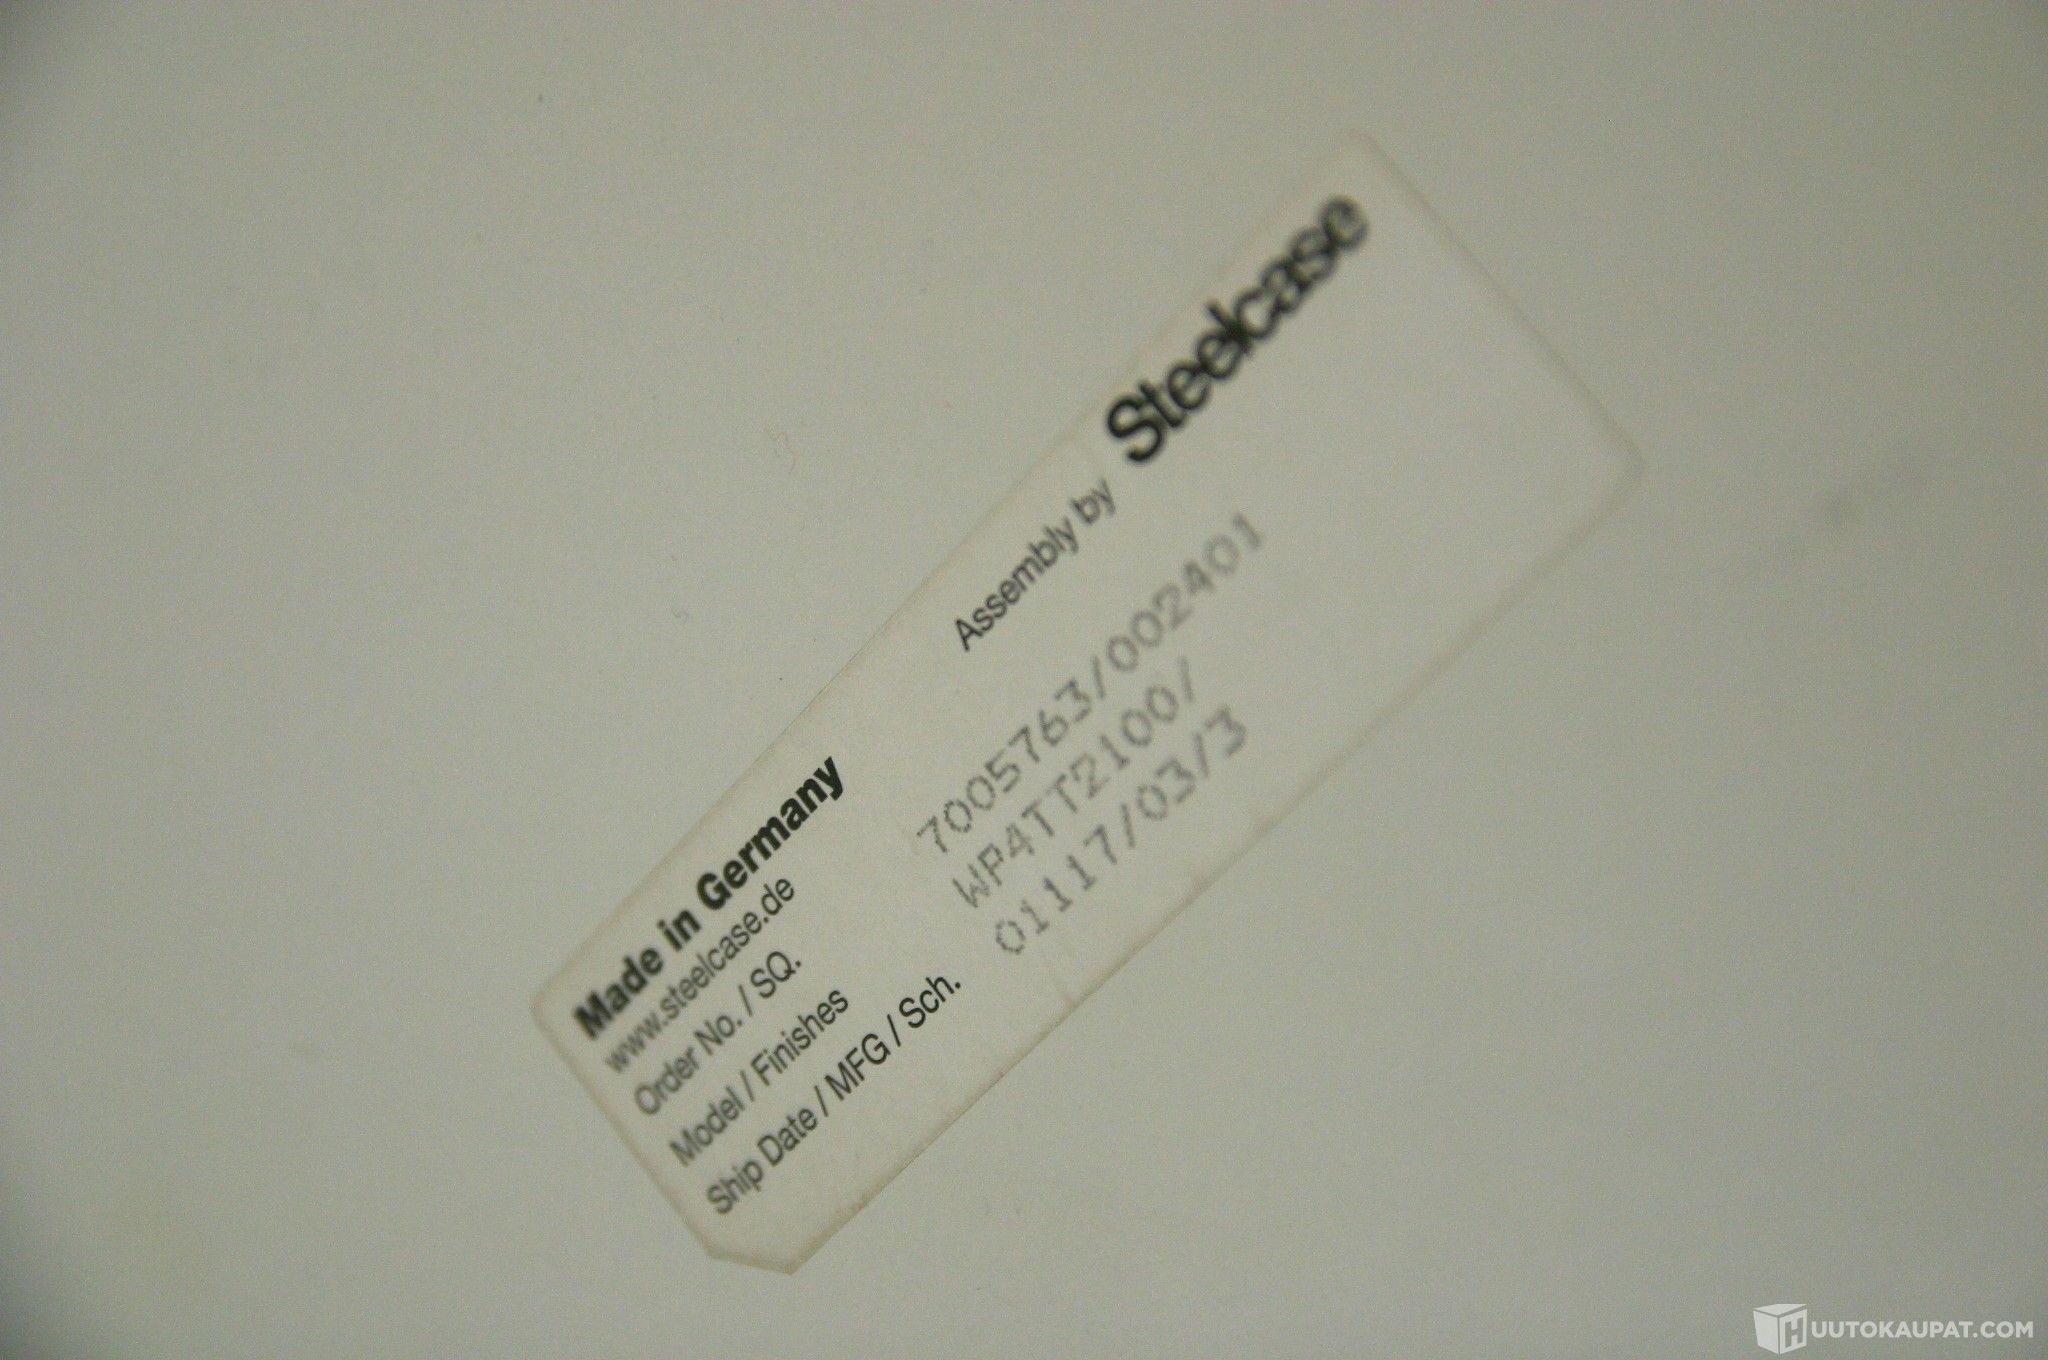 Made in Germany
www.steelcase.de
Assembly by Steelcase
Order No. / SQ. 7005763/002401
Model / Finishes WP4TT2100/
Ship Date / MFG / Sch. 01117/03/3
HUUTOKAUPAT.COM